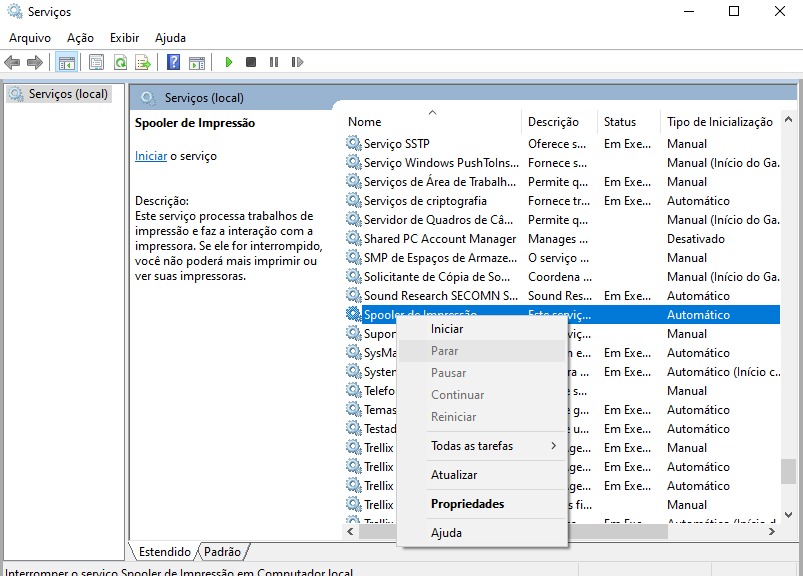 Serviços
Arquivo Ação Exibir Ajuda
Serviços (local)
Serviços (local)
Spooler de Impressão
Iniciar o serviço
Descrição:
Este serviço processa trabalhos de
impressão e faz a interação com a
impressora. Se ele for interrompido,
você não poderá mais imprimir ou
ver suas impressoras.
Nome Descrição Status Tipo de Inicialização
Serviço SSTP Oferece s... Em Exe... Manual
Serviço Windows PushToIns... Fornece s... Manual (Início do Ga...
Serviços de Área de Trabalh... Permite q... Em Exe... Manual
Serviços de criptografia Fornece tr... Em Exe... Automático
Servidor de Quadros de Câ... Permite q... Manual (Início do Ga...
Shared PC Account Manager Manages ... Desativado
SMP de Espaços de Armaze... O serviço ... Manual
Solicitante de Cópia de So... Coordena ... Manual (Início do Ga...
Sound Research SECOMN S... Sound Res... Em Exe... Automático
Spooler de Impressão Este serviç... Automático
Supor viç... Manual
SysMa n e... Em Exe... Automático
System ra ... Em Exe... Automático (Início c...
Telefo e s... Manual
Temas e g... Em Exe... Automático
Testad e u... Em Exe... Automático
Trellix ge... Em Exe... Manual
Trellix ge... Em Exe... Automático
Trellix ge... Em Exe... Automático
Trellix s fi... Manual
Trellix
Iniciar
Parar
Pausar
Continuar
Reiniciar
Todas as tarefas
Atualizar
Propriedades
Ajuda
Estendido Padrão
Interromper o serviço Spooler de Impressão em Computador local